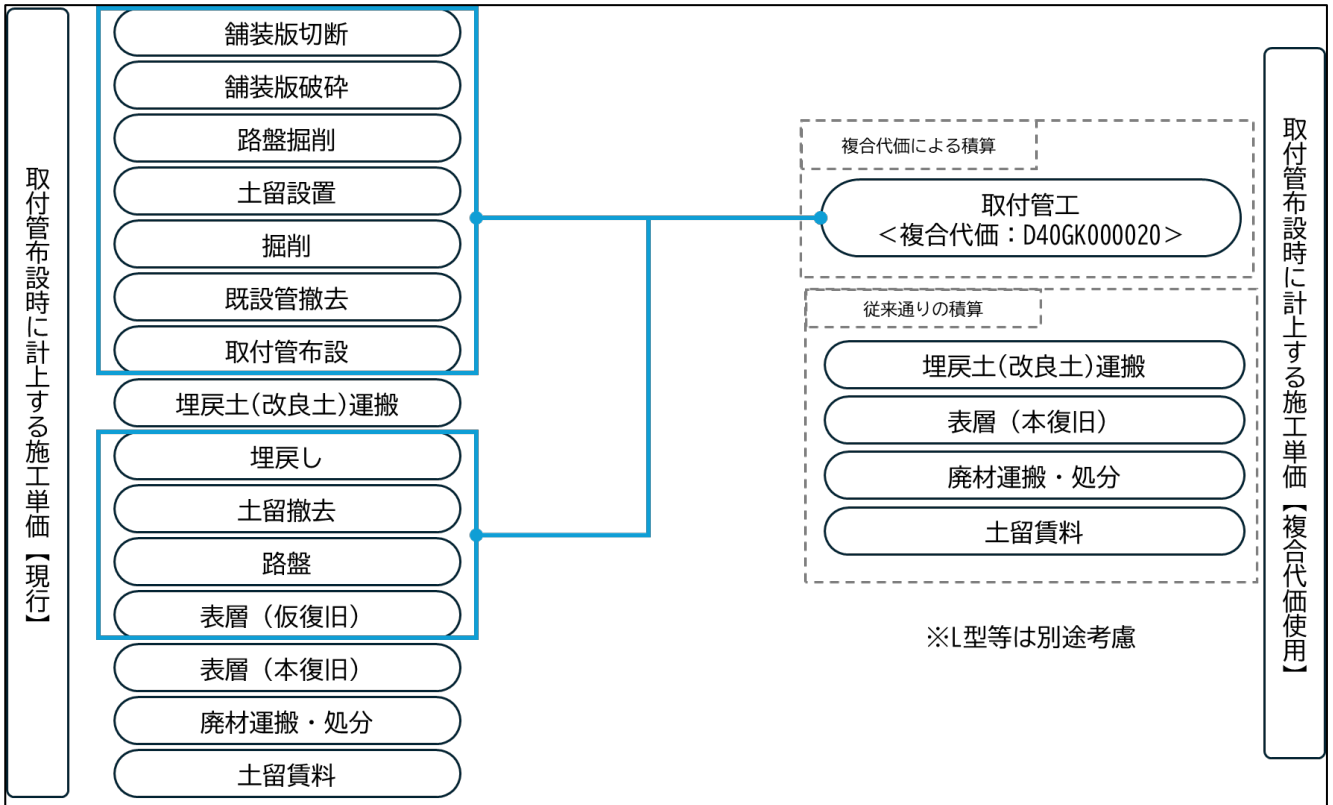 取付管布設時に計上する施工単価【現行】
舗装版切断
舗装版破砕
路盤掘削
土留設置
掘削
既設管撤去
取付管布設
埋戻土(改良土)運搬
埋戻し
土留撤去
路盤
表層（仮復旧）
表層（本復旧）
廃材運搬・処分
土留賃料
複合代価による積算
取付管工
＜複合代価：D40GK000020＞
従来通りの積算
埋戻土(改良土)運搬
表層（本復旧）
廃材運搬・処分
土留賃料
※L型等は別途考慮
取付管布設時に計上する施工単価【複合代価使用】